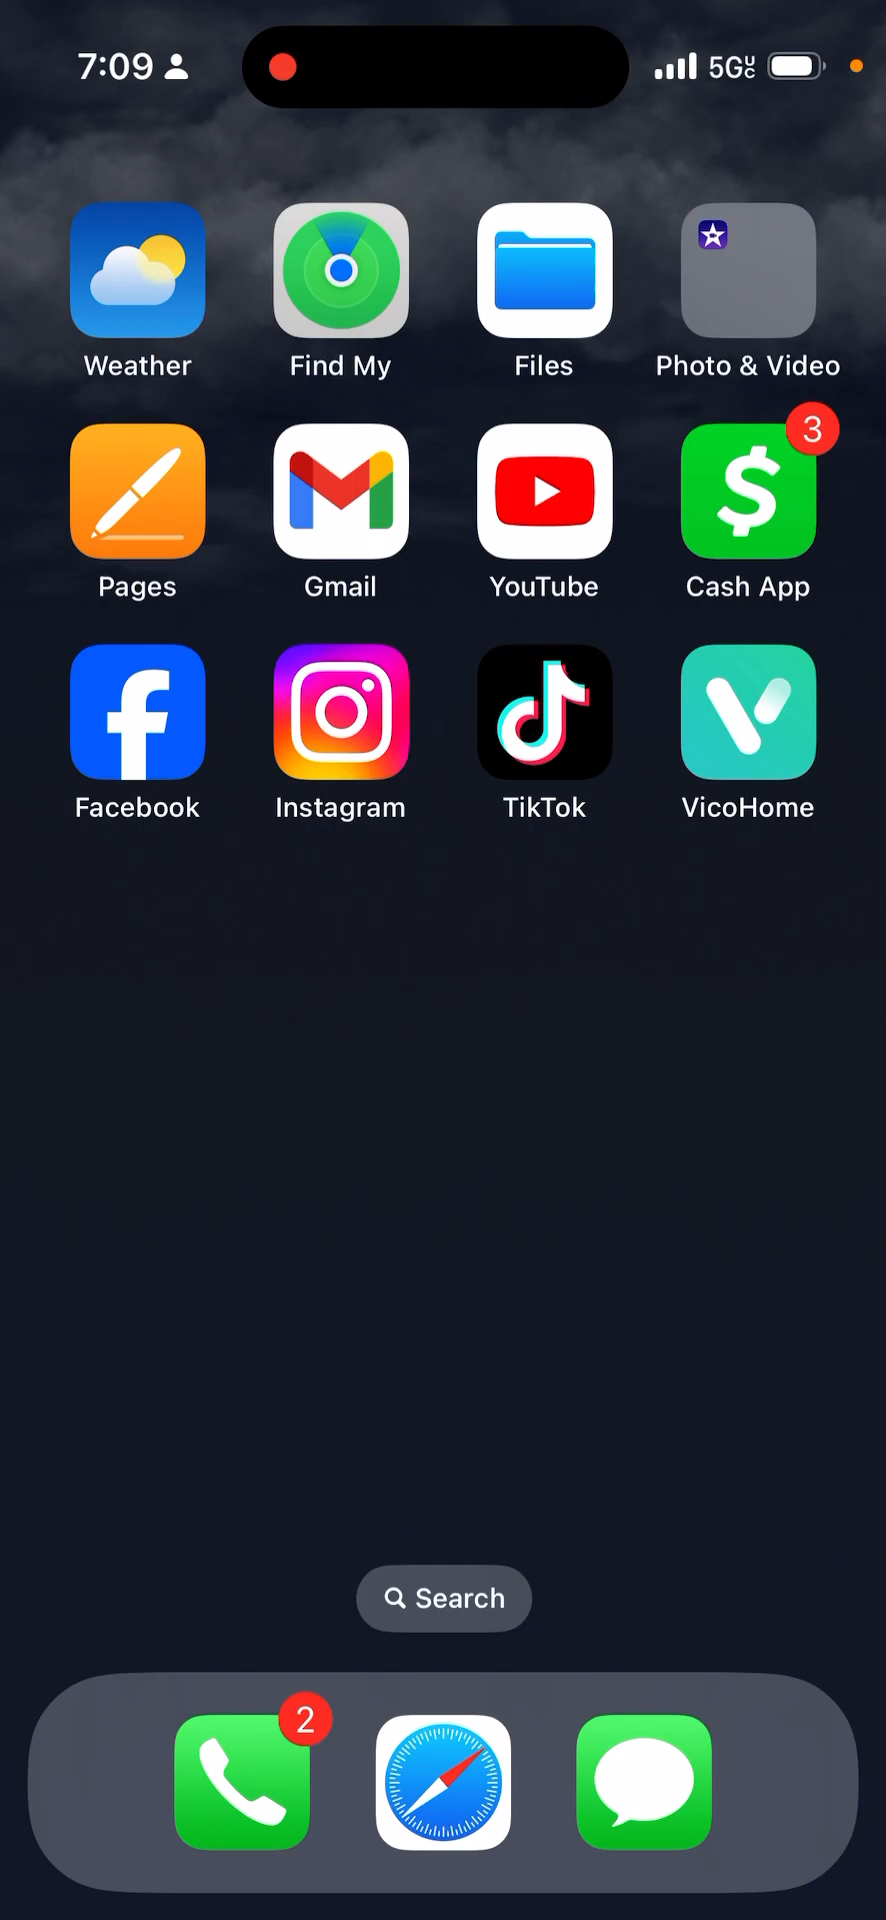 7:09 5GUC
Weather Find My Files Photo & Video
3
Pages Gmail YouTube Cash App
Facebook Instagram TikTok VicoHome
Search
2